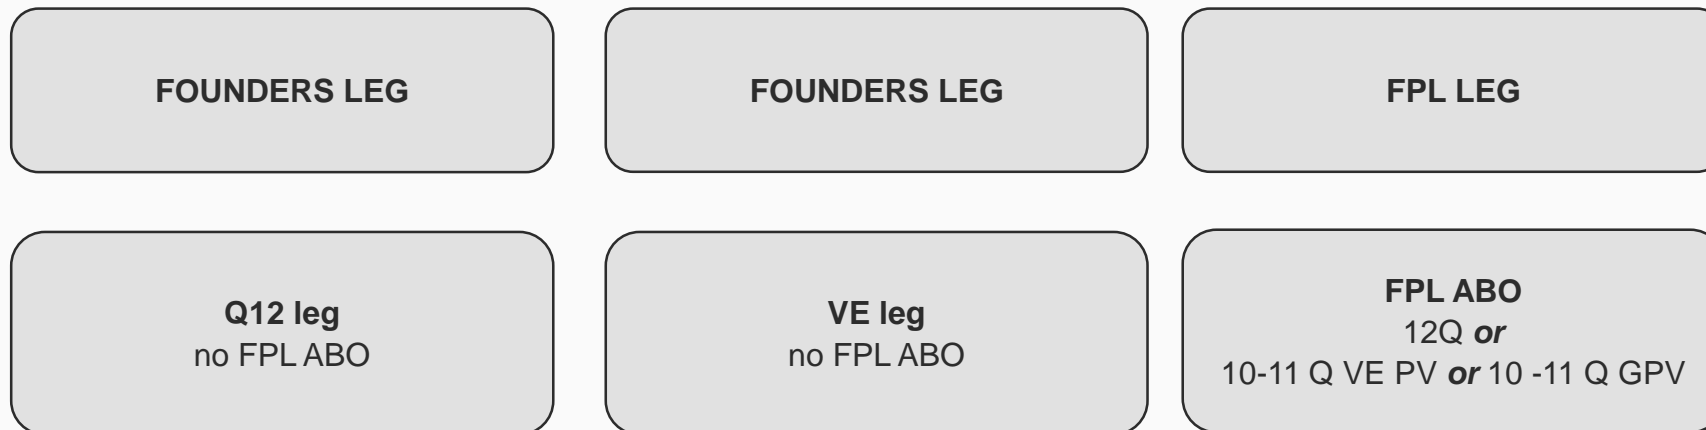 FOUNDERS LEG
FOUNDERS LEG
FPL LEG
Q12 leg
no FPL ABO
VE leg
no FPL ABO
FPL ABO
12Q or
10-11 Q VE PV or 10 -11 Q GPV